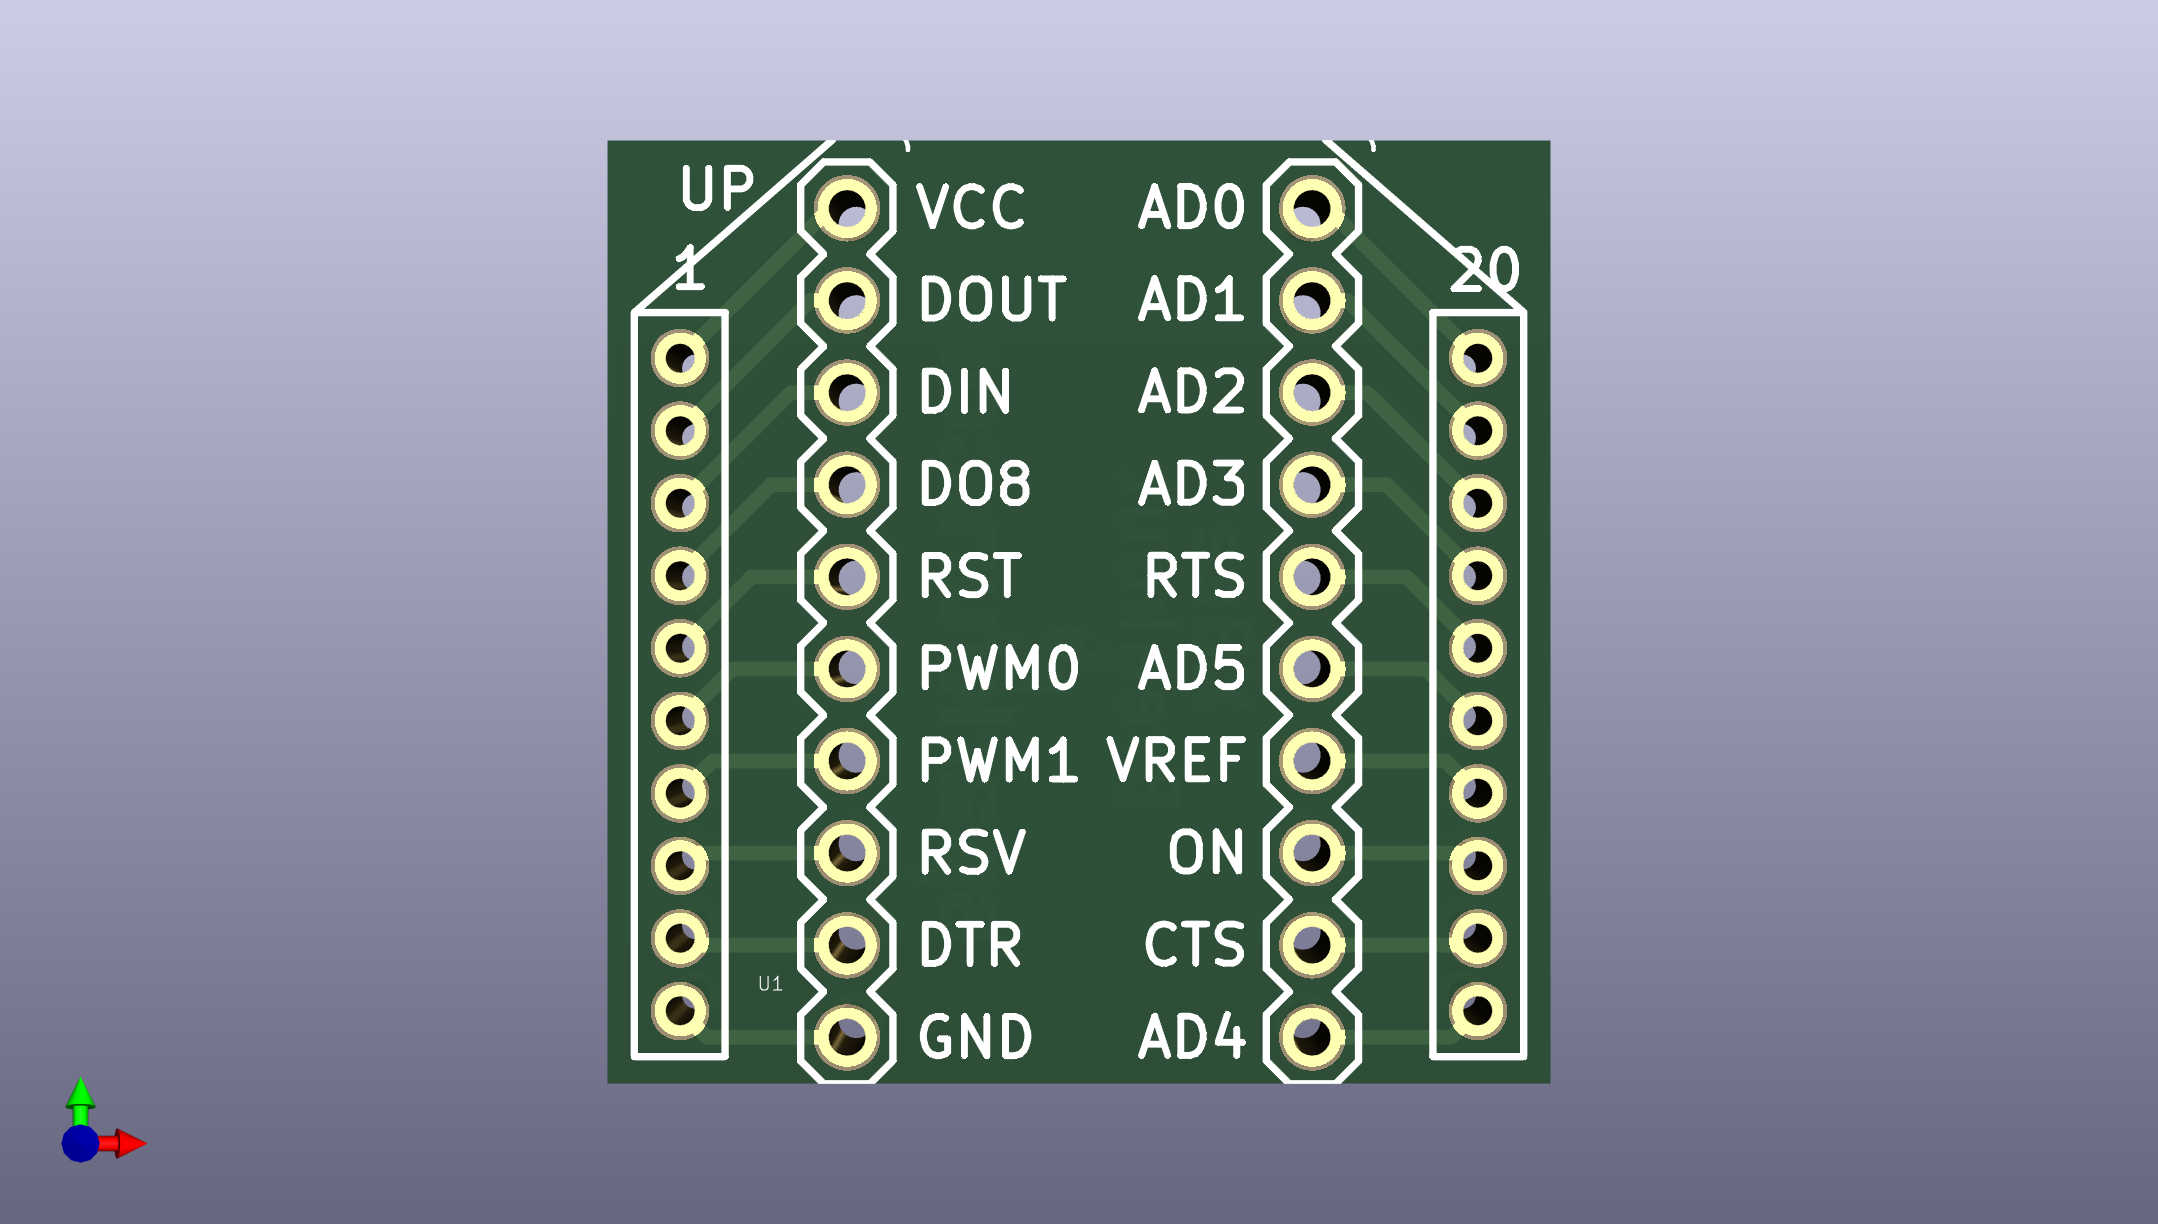 UP
1
20
VCC AD0
DOUT AD1
DIN AD2
DO8 AD3
RST RTS
PWM0 AD5
PWM1 VREF
RSV ON
DTR CTS
U1
GND AD4